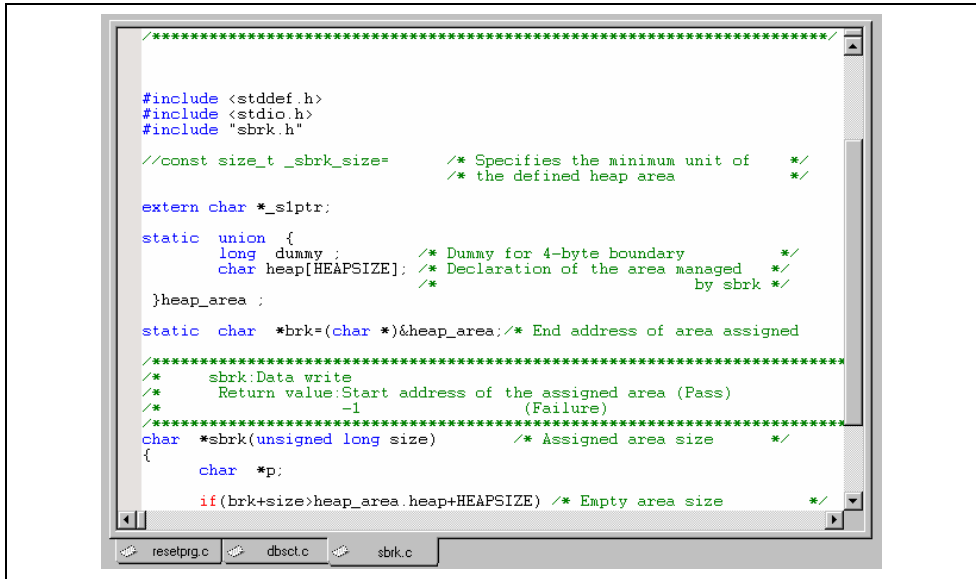 /***********************************************************************/
#include <stddef.h>
#include <stdio.h>
#include "sbrk.h"
//const size_t _sbrk_size= /* Specifies the minimum unit of */
/* the defined heap area */
extern char *_s1ptr;
static union {
long dummy ; /* Dummy for 4-byte boundary */
char heap[HEAPSIZE]; /* Declaration of the area managed */
/* by sbrk */
}heap_area ;
static char *brk=(char *)&heap_area;/* End address of area assigned
/*************************************************************************
/* sbrk:Data write
/* Return value:Start address of the assigned area (Pass)
/* -1 (Failure)
/*************************************************************************
char *sbrk(unsigned long size) /* Assigned area size */
{
char *p;
if(brk+size>heap_area.heap+HEAPSIZE) /* Empty area size */
resetprg.c dbsct.c sbrk.c